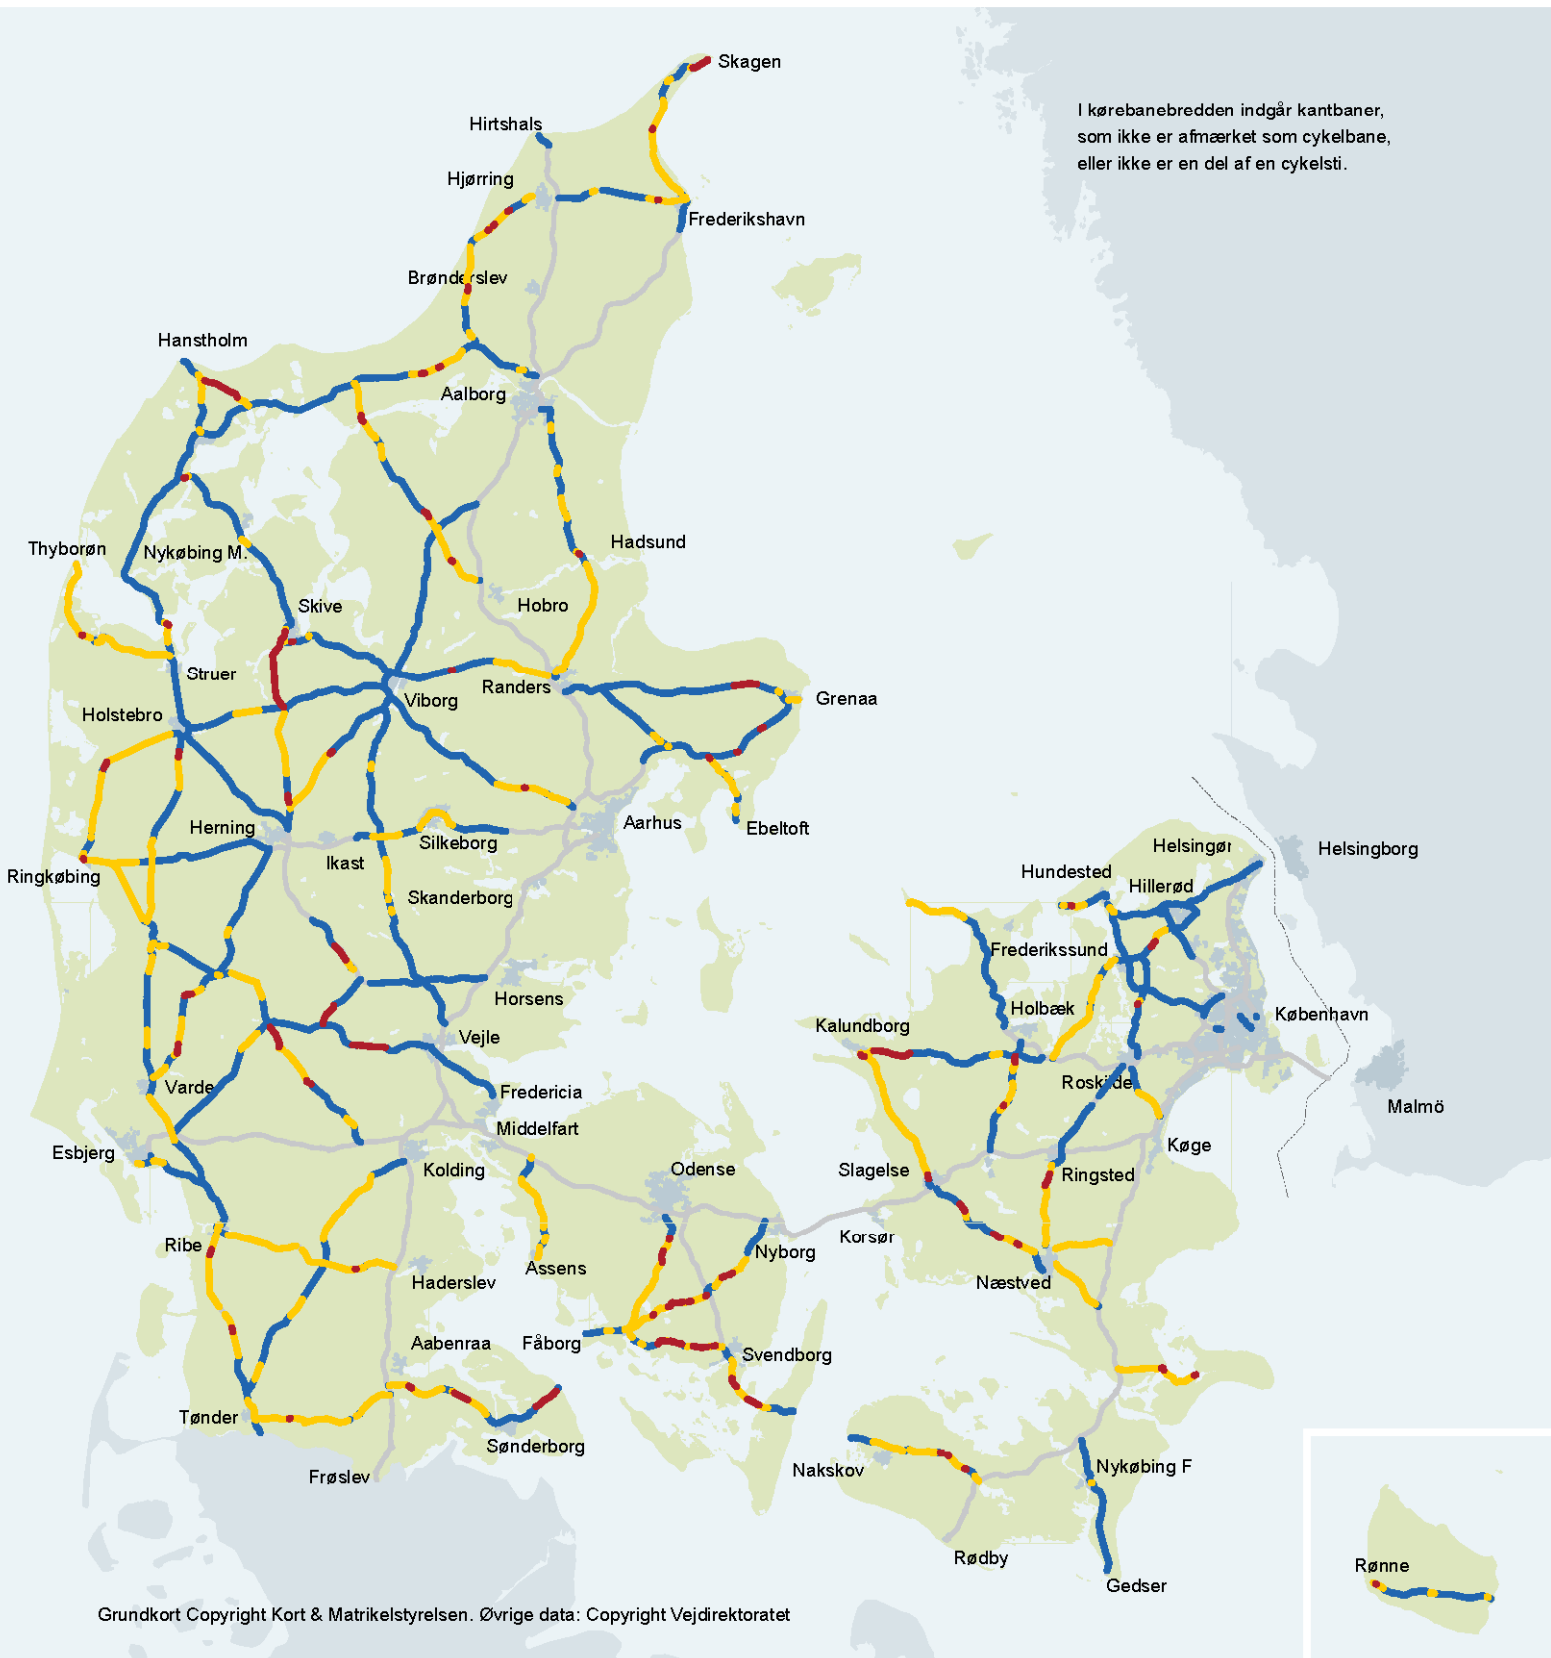 Skagen
I kørebanebredden indgår kantbaner,
som ikke er afmærket som cykelbane,
eller ikke er en del af en cykelsti.
Hirtshals
Hjørring
Frederikshavn
Brønderslev
Hanstholm
Aalborg
Hadsund
Thyborøn
Nykøbing M.
Hobro
Skive
Struer
Viborg
Randers
Grenaa
Holstebro
Herning
Aarhus
Ebeltoft
Ikast
Silkeborg
Ringkøbing
Skanderborg
Helsingør
Helsingborg
Hundested
Hillerød
Frederikssund
Horsens
Holbæk
København
Kalundborg
Vejle
Varde
Fredericia
Roskilde
Malmö
Middelfart
Esbjerg
Kolding
Odense
Slagelse
Ringsted
Køge
Ribe
Korsør
Nyborg
Assens
Haderslev
Næstved
Aabenraa
Fåborg
Svendborg
Tønder
Sønderborg
Frøslev
Nakskov
Nykøbing F
Rødby
Gedser
Rønne
Grundkort Copyright Kort & Matrikelstyrelsen. Øvrige data: Copyright Vejdirektoratet